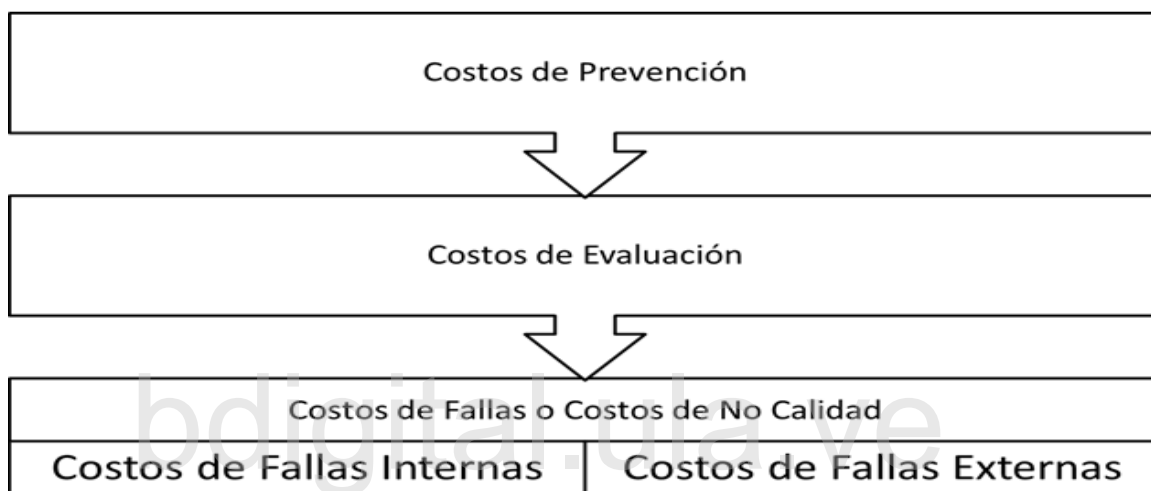 Costos de Prevención
Costos de Evaluación
Costos de Fallas o Costos de No Calidad
bdigital.ula.ve
Costos de Fallas Internas
Costos de Fallas Externas